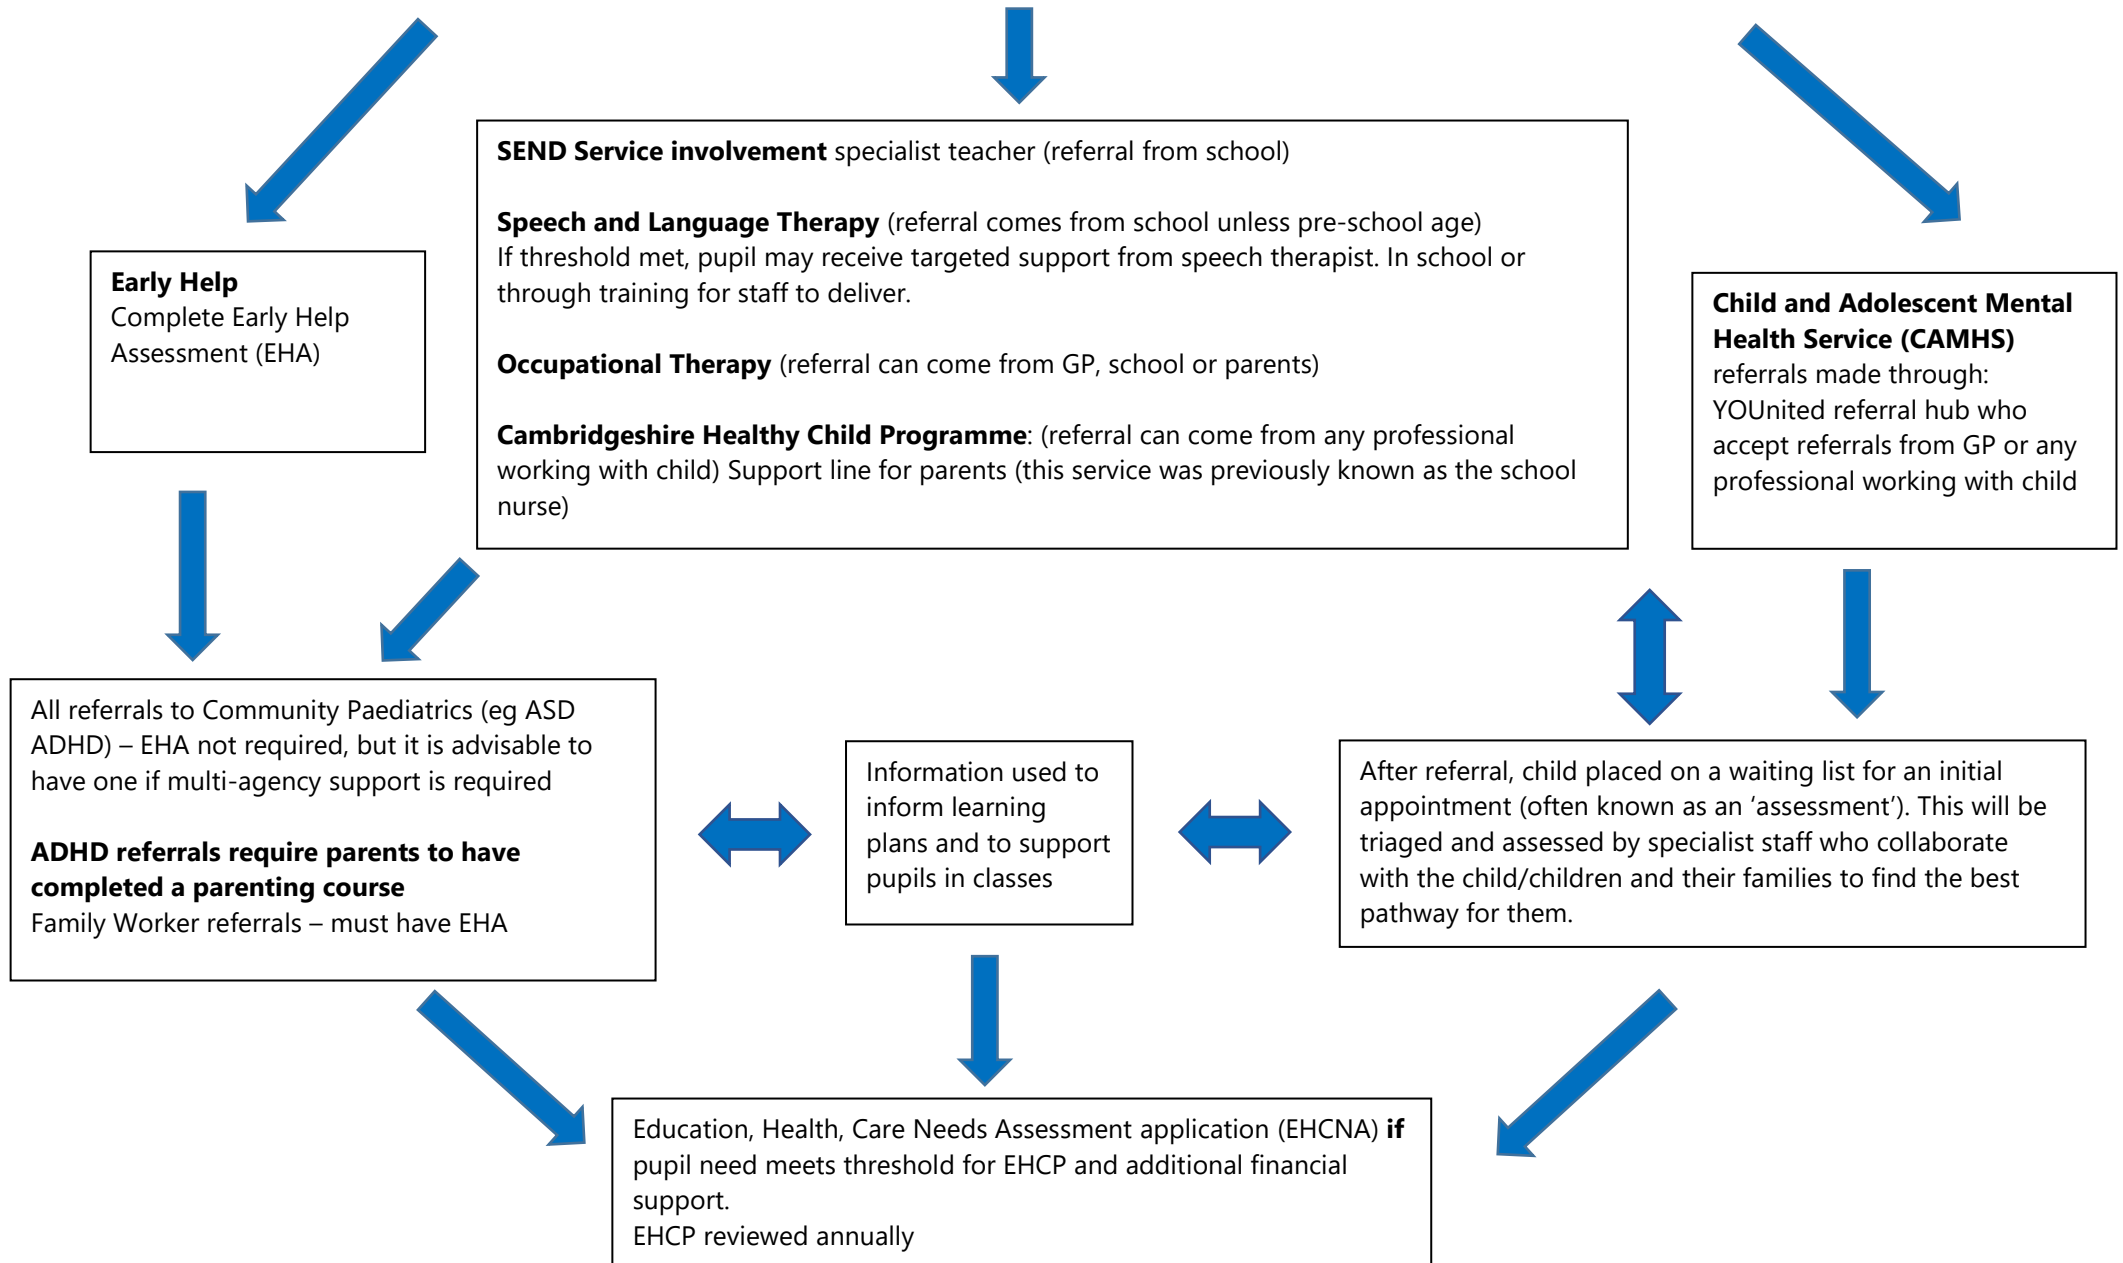 SEND Service involvement specialist teacher (referral from school)
Speech and Language Therapy (referral comes from school unless pre-school age)
If threshold met, pupil may receive targeted support from speech therapist. In school or
through training for staff to deliver.
Occupational Therapy (referral can come from GP, school or parents)
Cambridgeshire Healthy Child Programme: (referral can come from any professional
working with child) Support line for parents (this service was previously known as the school
nurse)
Early Help
Complete Early Help
Assessment (EHA)
Child and Adolescent Mental
Health Service (CAMHS)
referrals made through:
YOUnited referral hub who
accept referrals from GP or any
professional working with child
All referrals to Community Paediatrics (eg ASD
ADHD) – EHA not required, but it is advisable to
have one if multi-agency support is required
ADHD referrals require parents to have
completed a parenting course
Family Worker referrals – must have EHA
Information used to
inform learning
plans and to support
pupils in classes
After referral, child placed on a waiting list for an initial
appointment (often known as an ‘assessment’). This will be
triaged and assessed by specialist staff who collaborate
with the child/children and their families to find the best
pathway for them.
Education, Health, Care Needs Assessment application (EHCNA) if
pupil need meets threshold for EHCP and additional financial
support.
EHCP reviewed annually